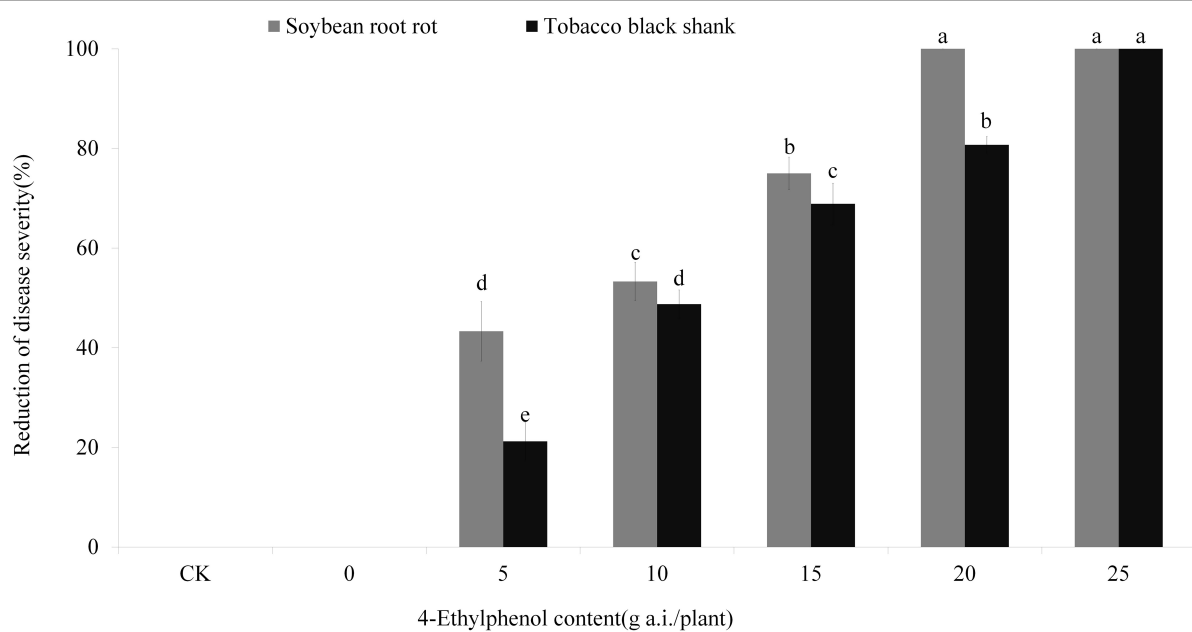 Soybean root rot Tobacco black shank
Reduction of disease severity(%)
100
80
60
40
20
0
d
e
c
d
b
c
a
b
a
a
CK 0 5 10 15 20 25
4-Ethylphenol content(g a.i./plant)